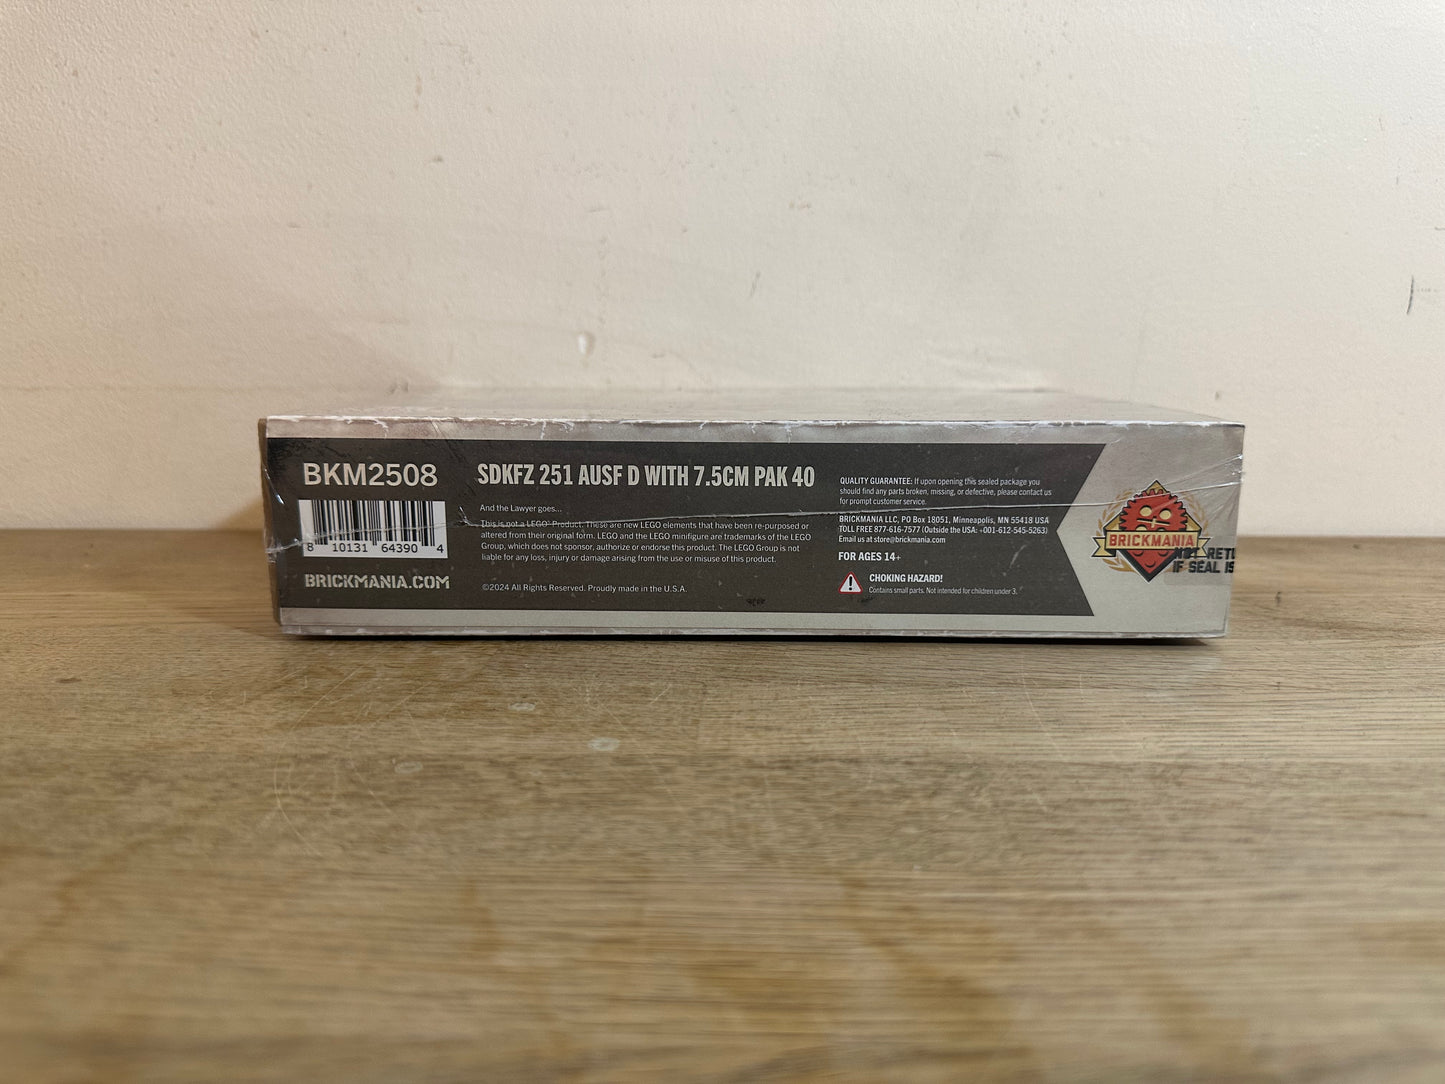 BKM2508
8 10131 64390 4
BRICKMANIA.COM
SDKFZ 251 AUSF D WITH 7.5CM PAK 40
And the Lawyer goes...
This is not a LEGO® Product. These are new LEGO elements that have been re-purposed or
altered from their original form. LEGO and the LEGO minifigure are trademarks of the LEGO
Group, which does not sponsor, authorize or endorse this product. The LEGO Group is not
liable for any loss, injury or damage arising from the use or misuse of this product.
©2024 All Rights Reserved. Proudly made in the U.S.A.
QUALITY GUARANTEE: If upon opening this sealed package you
should find any parts broken, missing, or defective, please contact us
for prompt customer service.
BRICKMANIA LLC, PO Box 18051, Minneapolis, MN 55418 USA
TOLL FREE 877-616-7577 (Outside the USA: +001-612-545-5263)
Email us at store@brickmania.com
FOR AGES 14+
CHOKING HAZARD!
Contains small parts. Not intended for children under 3.
BRICKMANIA
NOT RETU
IF SEAL IS